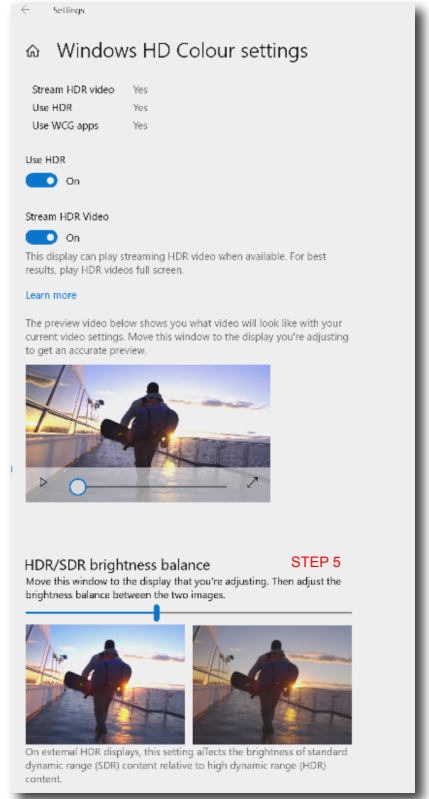 Settings
Windows HD Colour settings
Stream HDR video Yes
Use HDR Yes
Use WCG apps Yes
Use HDR
On
Stream HDR Video
On
This display can play streaming HDR video when available. For best
results, play HDR videos full screen.
Learn more
The preview video below shows you what video will look like with your
current video settings. Move this window to the display you're adjusting
to get an accurate preview.
HDR/SDR brightness balance STEP 5
Move this window to the display that you're adjusting. Then adjust the
brightness balance between the two images.
On external HDR displays, this setting affects the brightness of standard
dynamic range (SDR) content relative to high dynamic range (HDR)
content.